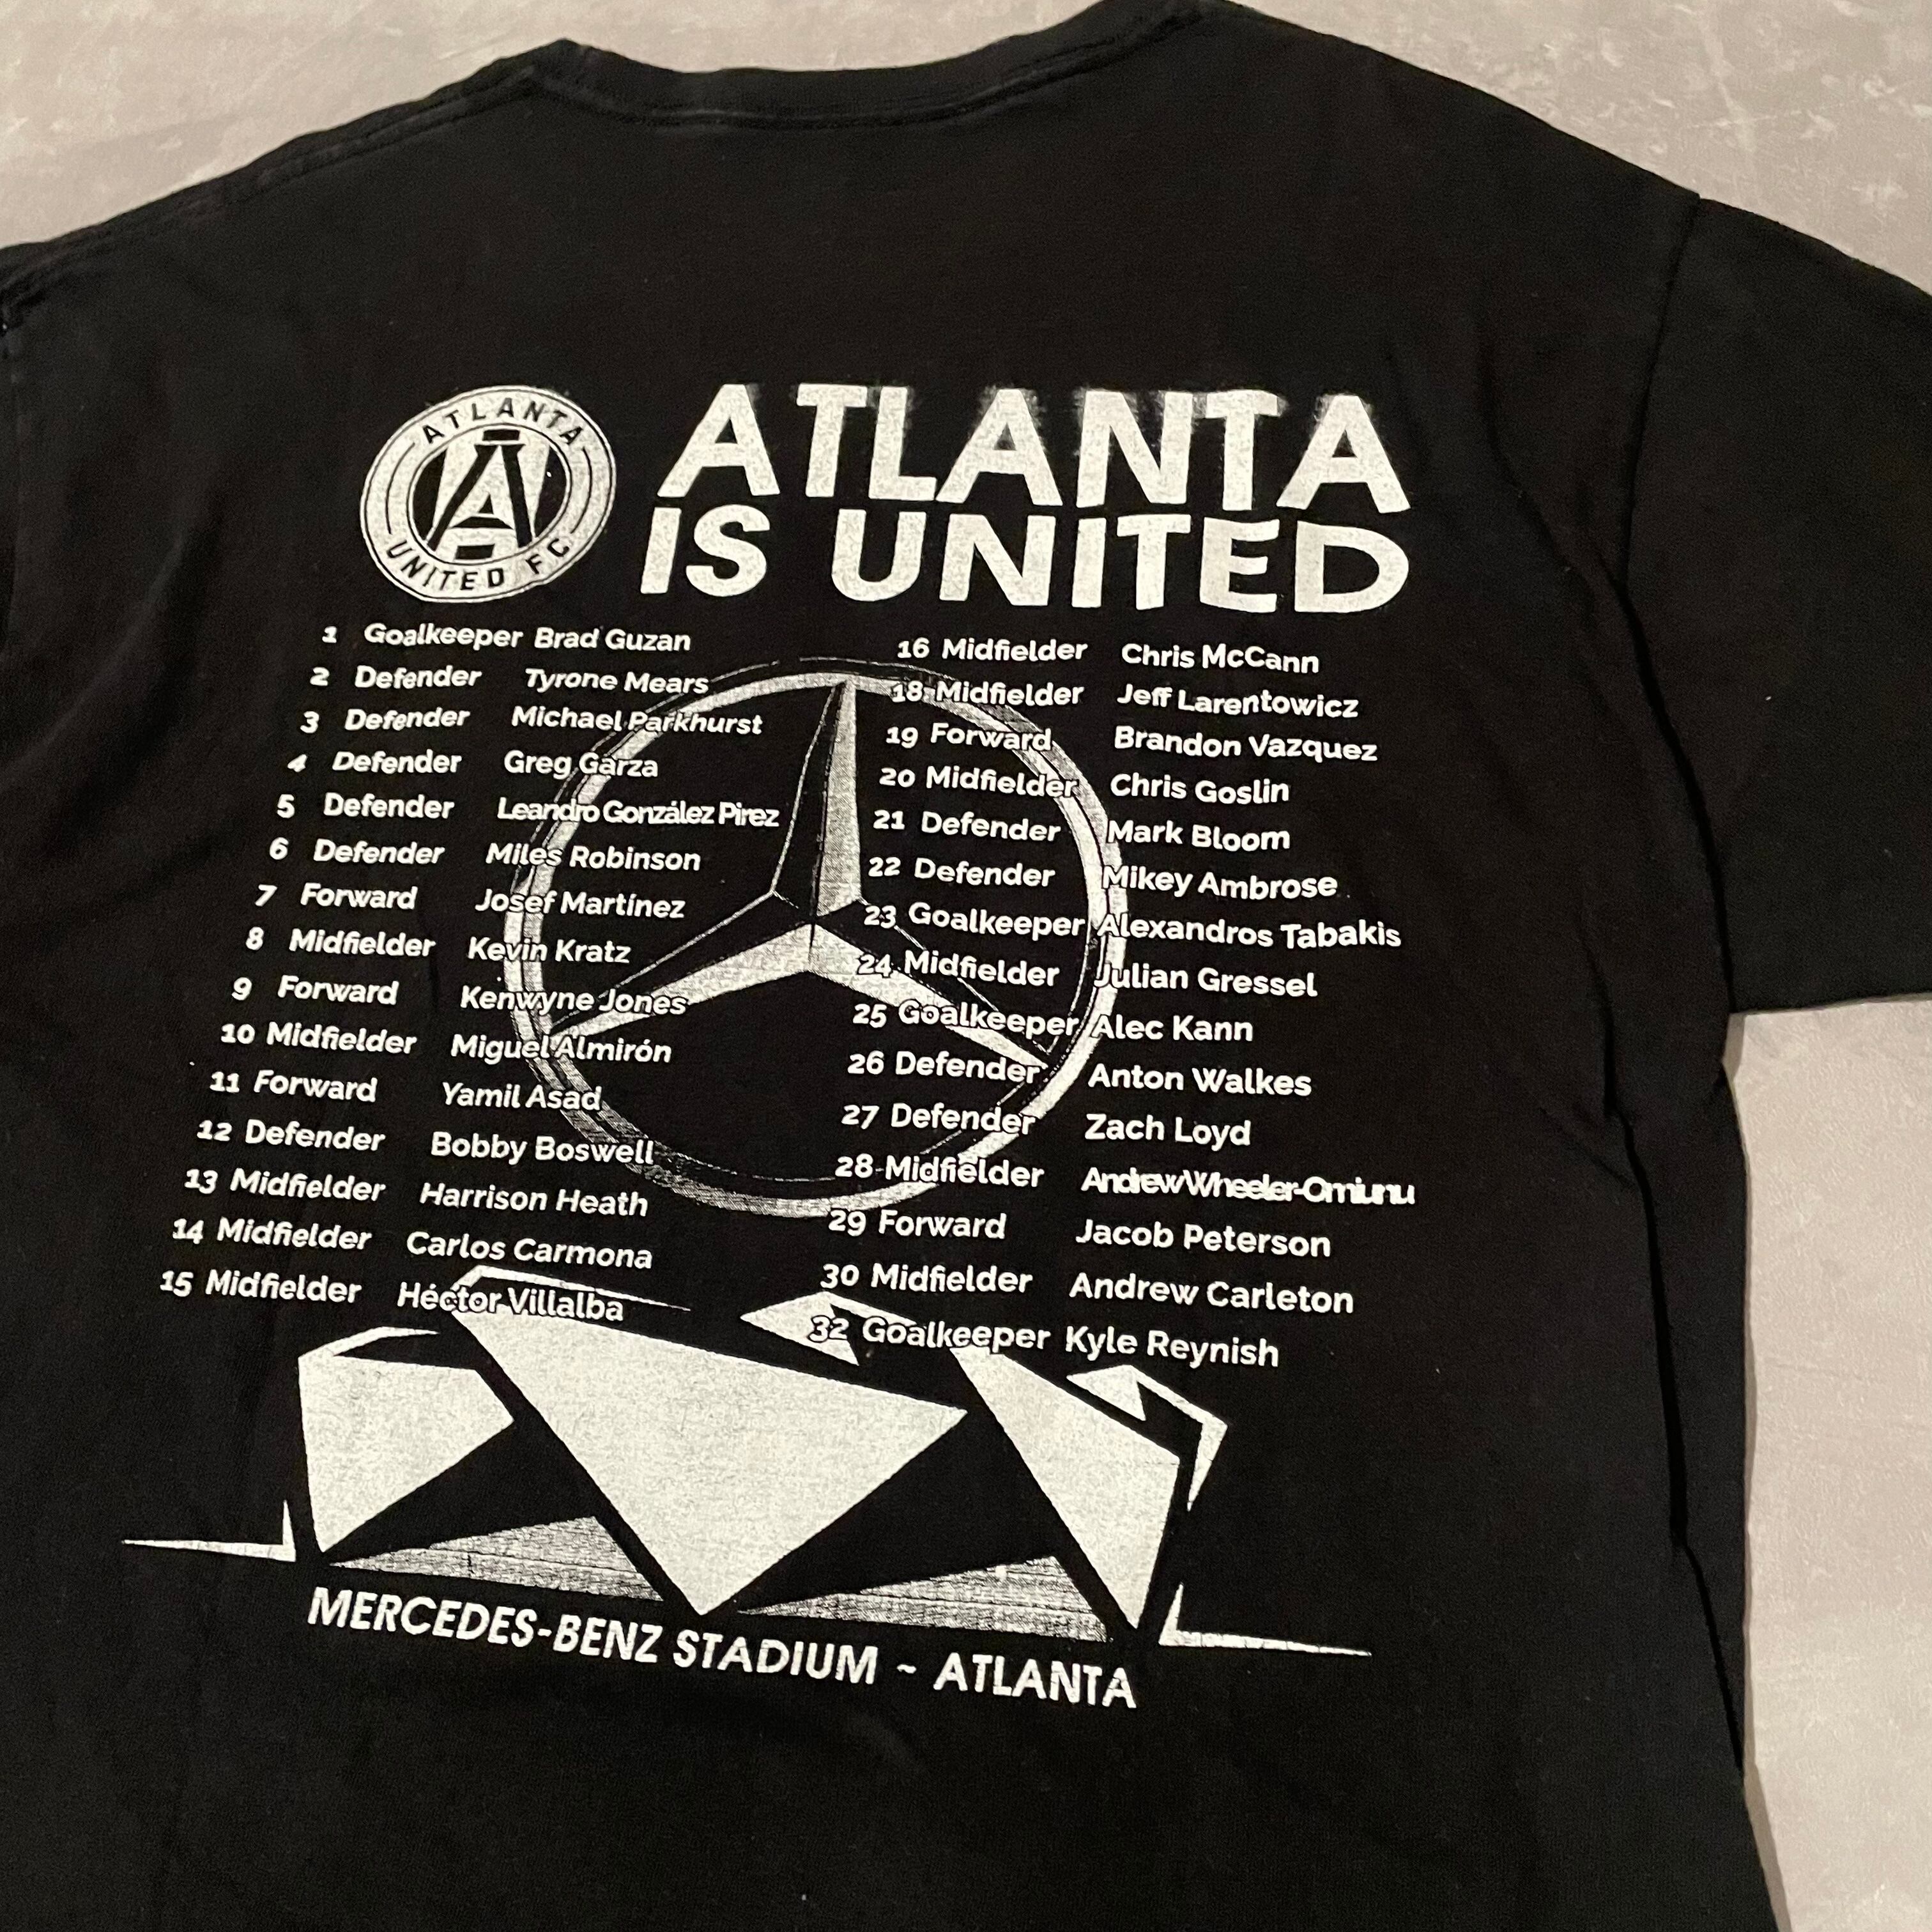 ATLANTA
UNITED FC
ATLANTA
IS UNITED
1 Goalkeeper Brad Guzan
2 Defender Tyrone Mears
3 Defender Michael Parkhurst
4 Defender Greg Garza
5 Defender Leandro González Pirez
6 Defender Miles Robinson
7 Forward Josef Martínez
8 Midfielder Kevin Kratz
9 Forward Kenwyne Jones
10 Midfielder Miguel Almirón
11 Forward Yamil Asad
12 Defender Bobby Boswell
13 Midfielder Harrison Heath
14 Midfielder Carlos Carmona
15 Midfielder Héctor Villalba
16 Midfielder Chris McCann
18 Midfielder Jeff Larentowicz
19 Forward Brandon Vazquez
20 Midfielder Chris Goslin
21 Defender Mark Bloom
22 Defender Mikey Ambrose
23 Goalkeeper Alexandros Tabakis
24 Midfielder Julian Gressel
25 Goalkeeper Alec Kann
26 Defender Anton Walkes
27 Defender Zach Loyd
28 Midfielder Andrew Wheeler-Omiunu
29 Forward Jacob Peterson
30 Midfielder Andrew Carleton
32 Goalkeeper Kyle Reynish
MERCEDES-BENZ STADIUM ~ ATLANTA